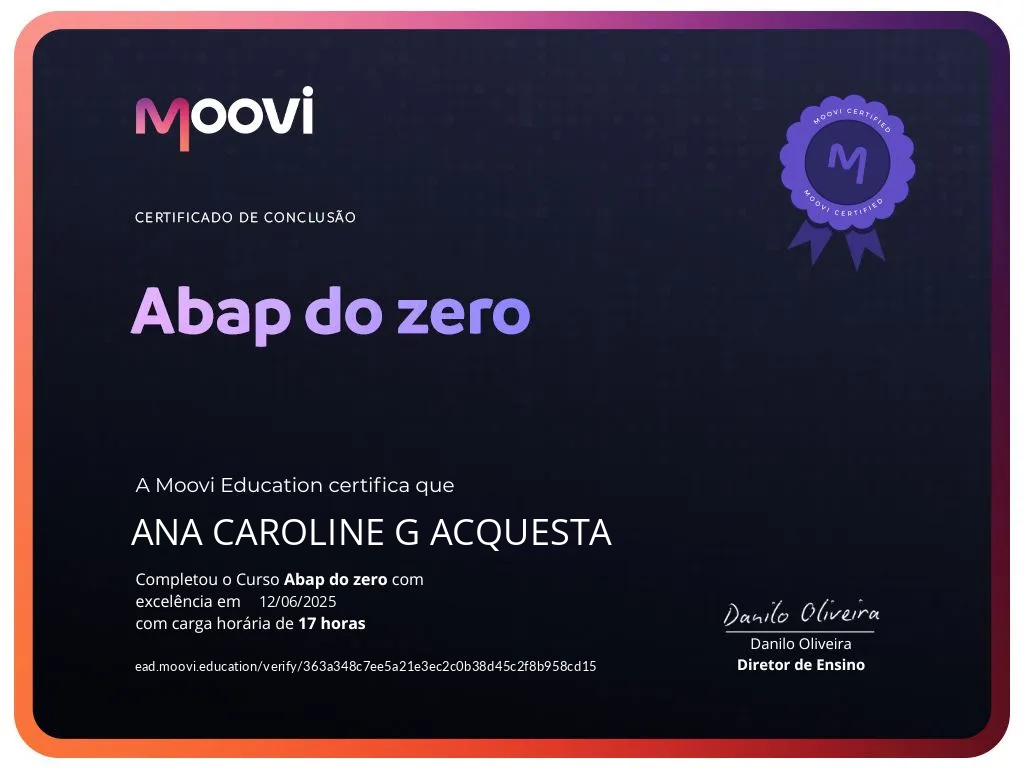 Moovi
MOOVI CERTIFIED
M
MOOVI CERTIFIED
CERTIFICADO DE CONCLUSÃO
Abap do zero
A Moovi Education certifica que
ANA CAROLINE G ACQUESTA
Completou o Curso Abap do zero com
excelência em 12/06/2025
com carga horária de 17 horas
ead.moovi.education/verify/363a348c7ee5a21e3ec2c0b38d45c2f8b958cd15
Danilo Oliveira
Danilo Oliveira
Diretor de Ensino